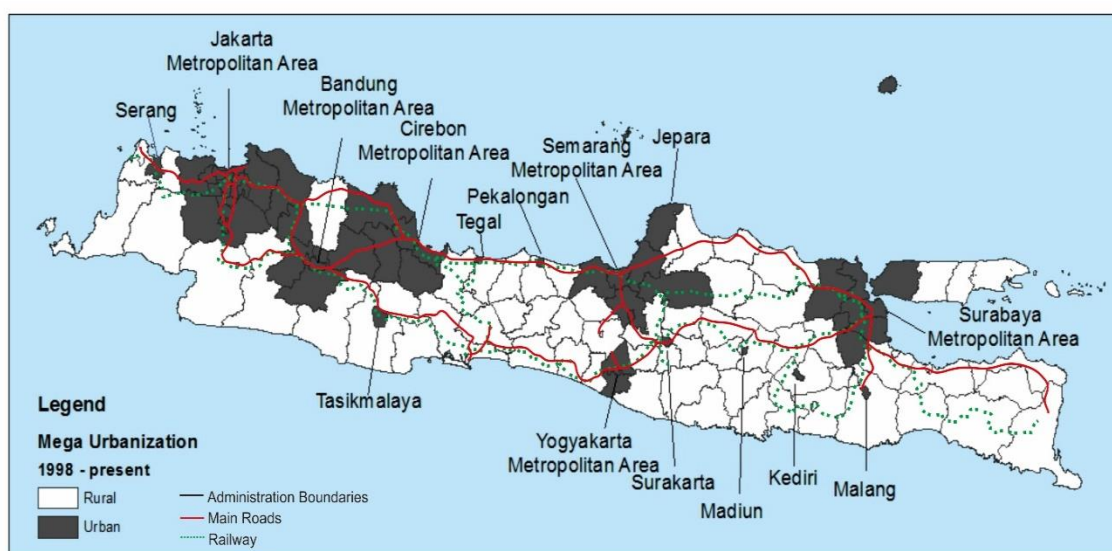 Jakarta
Metropolitan Area
Bandung
Metropolitan Area
Serang
Cirebon
Metropolitan Area
Semarang
Metropolitan Area
Jepara
Pekalongan
Tegal
Surabaya
Metropolitan Area
Tasikmalaya
Yogyakarta
Metropolitan Area
Surakarta
Madiun
Kediri
Malang
Legend
Mega Urbanization
1998 - present
Rural
Urban
Administration Boundaries
Main Roads
Railway